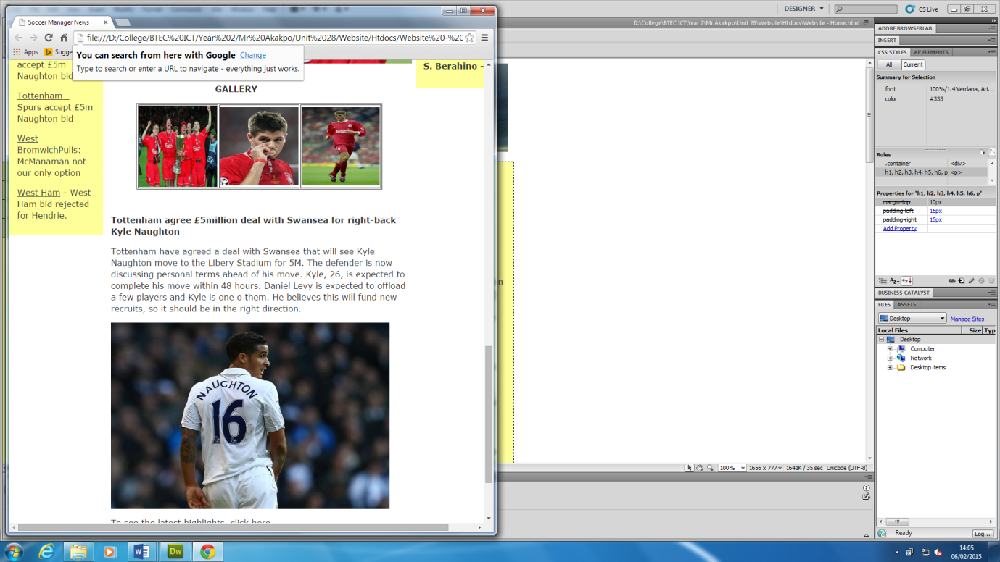 Soccer Manager News
DESIGNER
CS Live
file:///D:/College/BTEC%20ICT/Year%202/Mr%20Akakpo/Unit%2028/Website/Htdocs/Website%20-%20
D:\College\BTEC ICT\Year 2\Mr Akakpo\Unit 28\Website\Htdocs\Website - Home.html
Apps
Sugge
You can search from here with Google Change
Type to search or enter a URL to navigate - everything just works.
accept £5m
Naughton bid
Tottenham -
Spurs accept £5m
Naughton bid
West
BromwichPulis:
McManaman not
our only option
West Ham - West
Ham bid rejected
for Hendrie.
S. Berahino -
GALLERY
Tottenham agree £5million deal with Swansea for right-back
Kyle Naughton
Tottenham have agreed a deal with Swansea that will see Kyle
Naughton move to the Libery Stadium for 5M. The defender is now
discussing personal terms ahead of his move. Kyle, 26, is expected to
complete his move within 48 hours. Daniel Levy is expected to offload
a few players and Kyle is one o them. He believes this will fund new
recruits, so it should be in the right direction.
NAUGHTON
16
To see the latest highlights, click here
n
100%
1656 x 777
1641K / 35 sec
Unicode (UTF-8)
ADOBE BROWSERLAB
INSERT
CSS STYLES AP ELEMENTS
All Current
Summary for Selection
font 100%/1.4 Verdana, Ari...
color #333
Rules
.container <div>
h1, h2, h3, h4, h5, h6, p <p>
Properties for "h1, h2, h3, h4, h5, h6, p"
margin-top 10px
padding-left 15px
padding-right 15px
Add Property
BUSINESS CATALYST
FILES ASSETS
Desktop Manage Sites
Local Files Size Typ
Desktop
Computer
Network
Desktop items
Ready Log...
Dw
14:05
06/02/2015